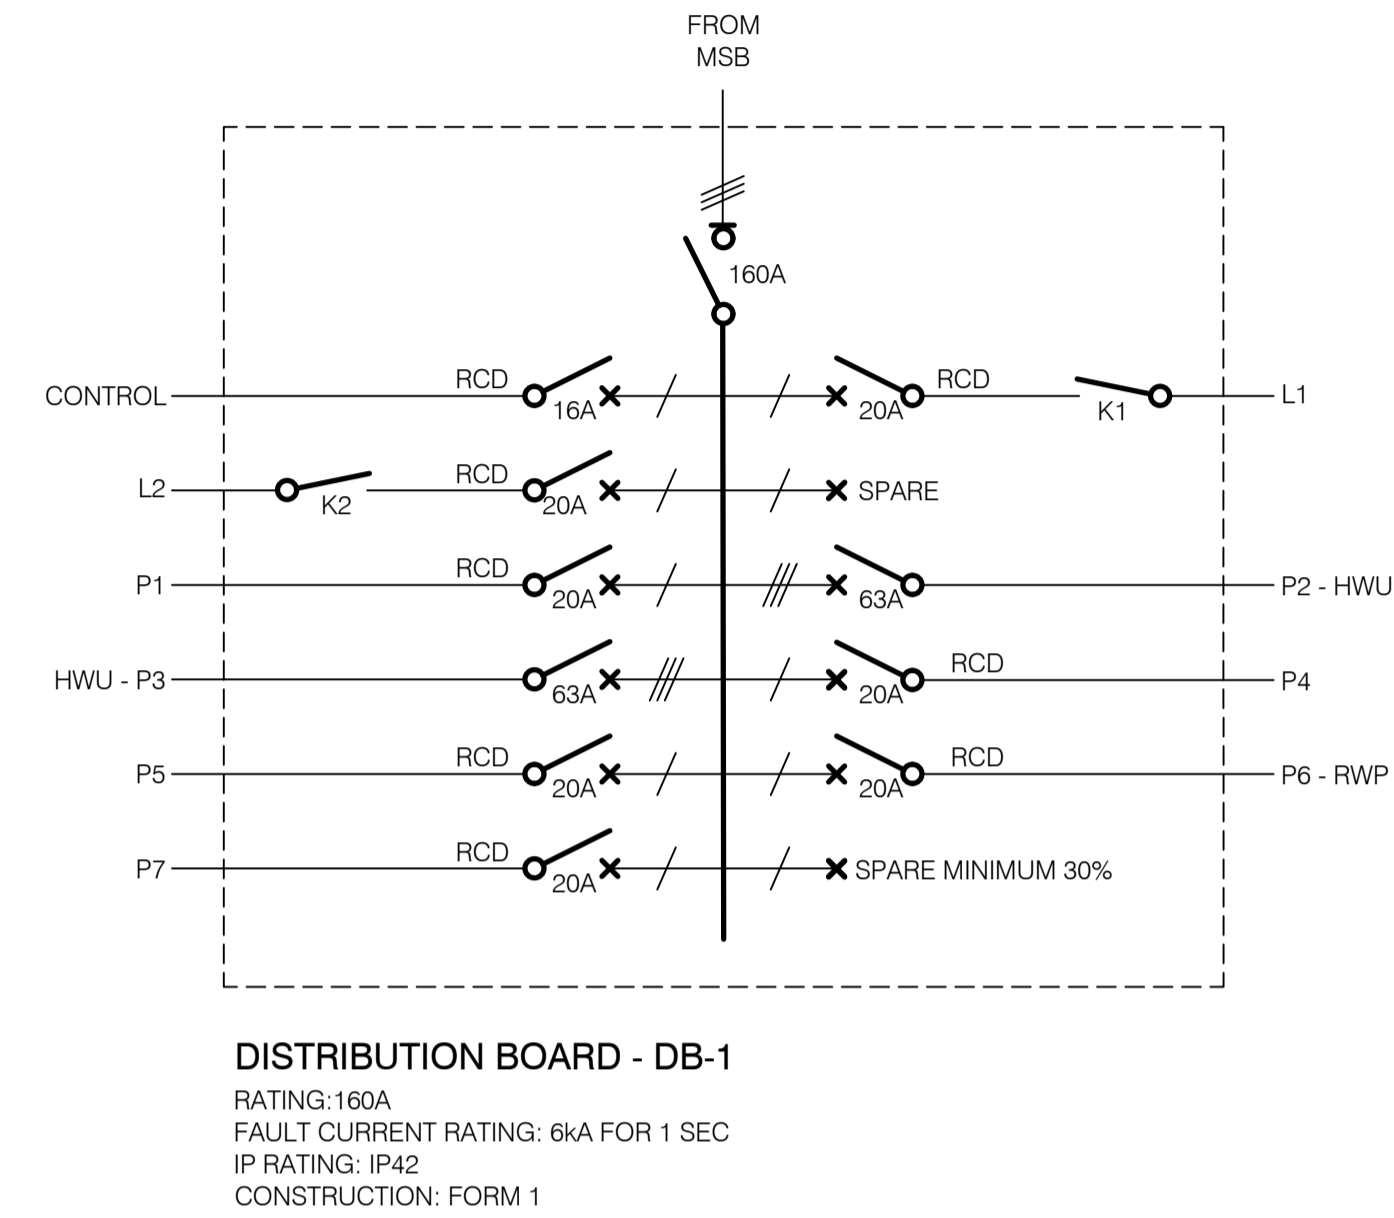 FROM
MSB
160A
CONTROL RCD 16A 20A RCD K1 L1
L2 K2 RCD 20A SPARE
P1 RCD 20A 63A P2 - HWU
HWU - P3 63A 20A RCD P4
P5 RCD 20A 20A RCD P6 - RWP
P7 RCD 20A SPARE MINIMUM 30%
DISTRIBUTION BOARD - DB-1
RATING:160A
FAULT CURRENT RATING: 6kA FOR 1 SEC
IP RATING: IP42
CONSTRUCTION: FORM 1